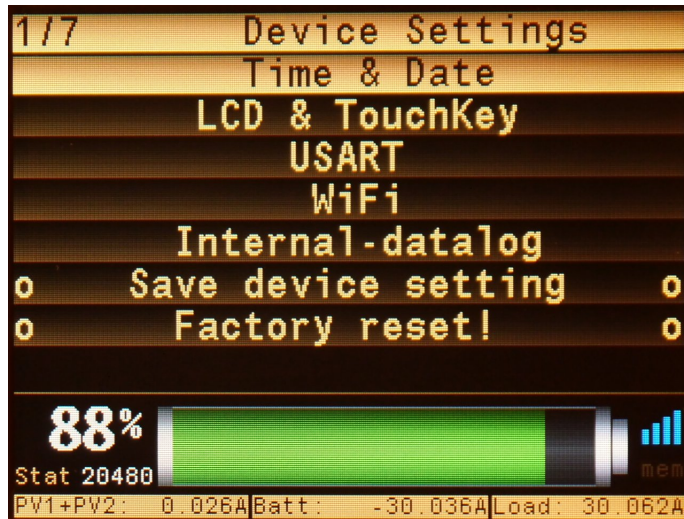 1/7 Device Settings
Time & Date
LCD & TouchKey
USART
WiFi
Internal-datalog
o Save device setting o
o Factory reset! o
88%
Stat 20480
mem
PV1+PV2: 0.026A Batt: -30.036A Load: 30.062A